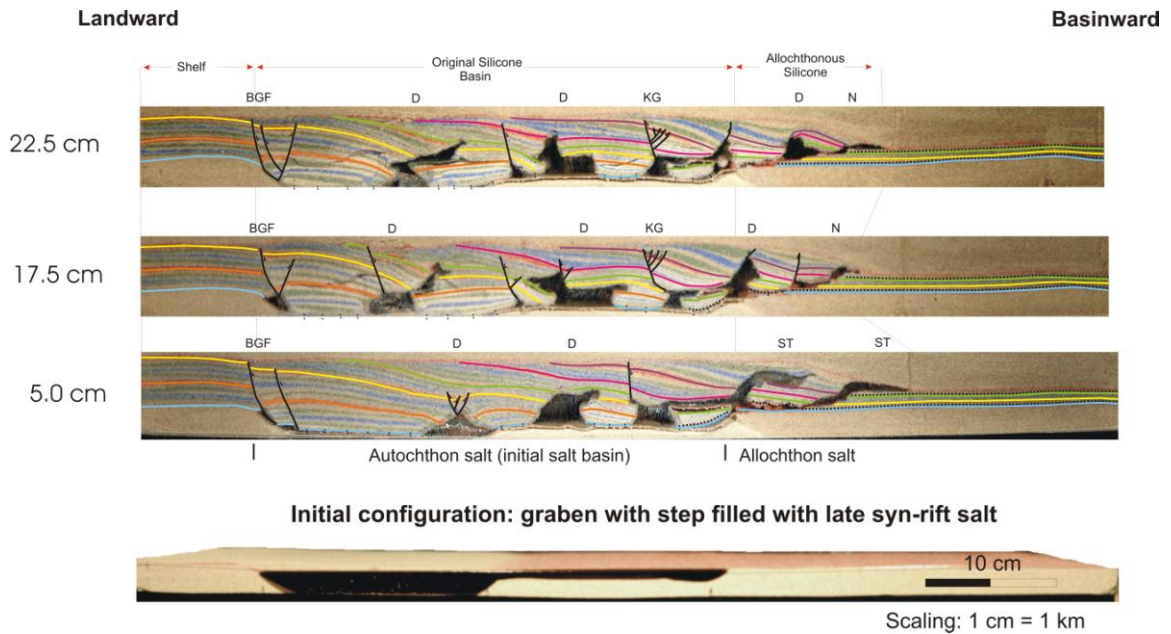 Landward Basinward
Shelf Original Silicone Basin Allochthonous Silicone
BGF D D KG D N
22.5 cm
BGF D D KG D N
17.5 cm
BGF D D ST ST
5.0 cm
Autochthon salt (initial salt basin) Allochthon salt
Initial configuration: graben with step filled with late syn-rift salt
10 cm
Scaling: 1 cm = 1 km